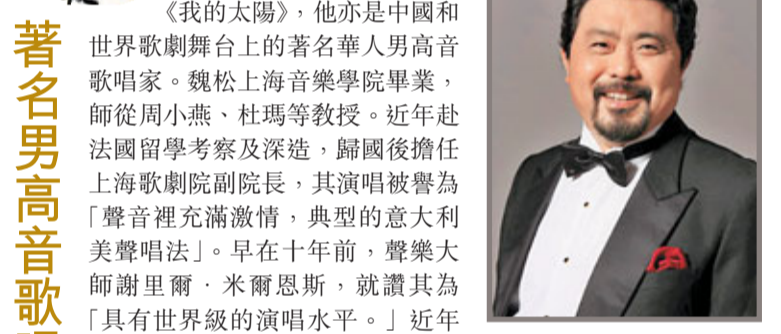 著名男高音歌
《我的太陽》，他亦是中國和
世界歌劇舞台上的著名華人男高音
歌唱家。魏松上海音樂學院畢業，
師從周小燕、杜瑪等教授。近年赴
法國留學考察及深造，歸國後擔任
上海歌劇院副院長，其演唱被譽為
「聲音裡充滿激情，典型的意大利
美聲唱法」。早在十年前，聲樂大
師謝里爾．米爾恩斯，就讚其為
「具有世界級的演唱水平。」近年